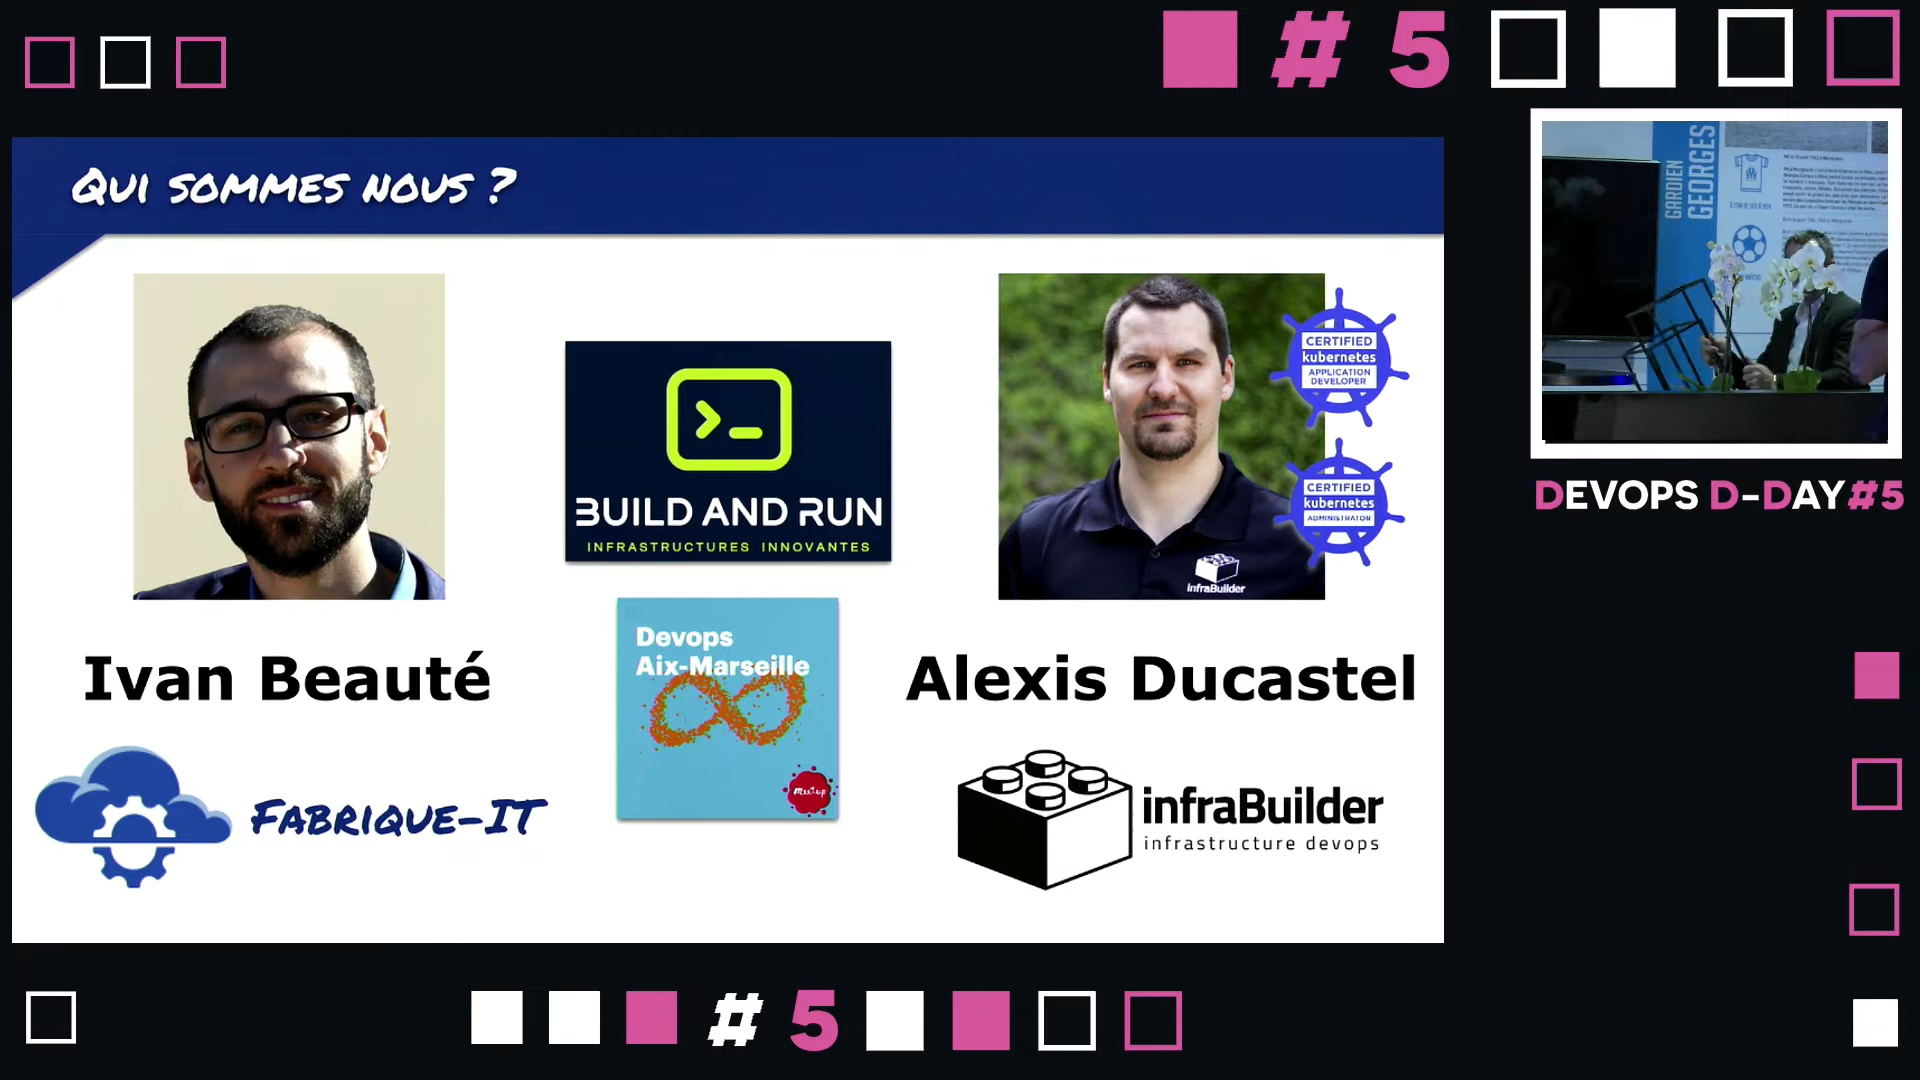 # 5
QUI SOMMES NOUS ?
GARDIEN
GEORGES
CERTIFIED
kubernetes
APPLICATION
DEVELOPER
CERTIFIED
kubernetes
ADMINISTRATOR
BUILD AND RUN
INFRASTRUCTURES INNOVANTES
infraBuilder
DEVOPS D-DAY#5
Devops
Aix-Marseille
Meetup
Ivan Beauté
Alexis Ducastel
FABRIQUE-IT
infraBuilder
infrastructure devops
# 5